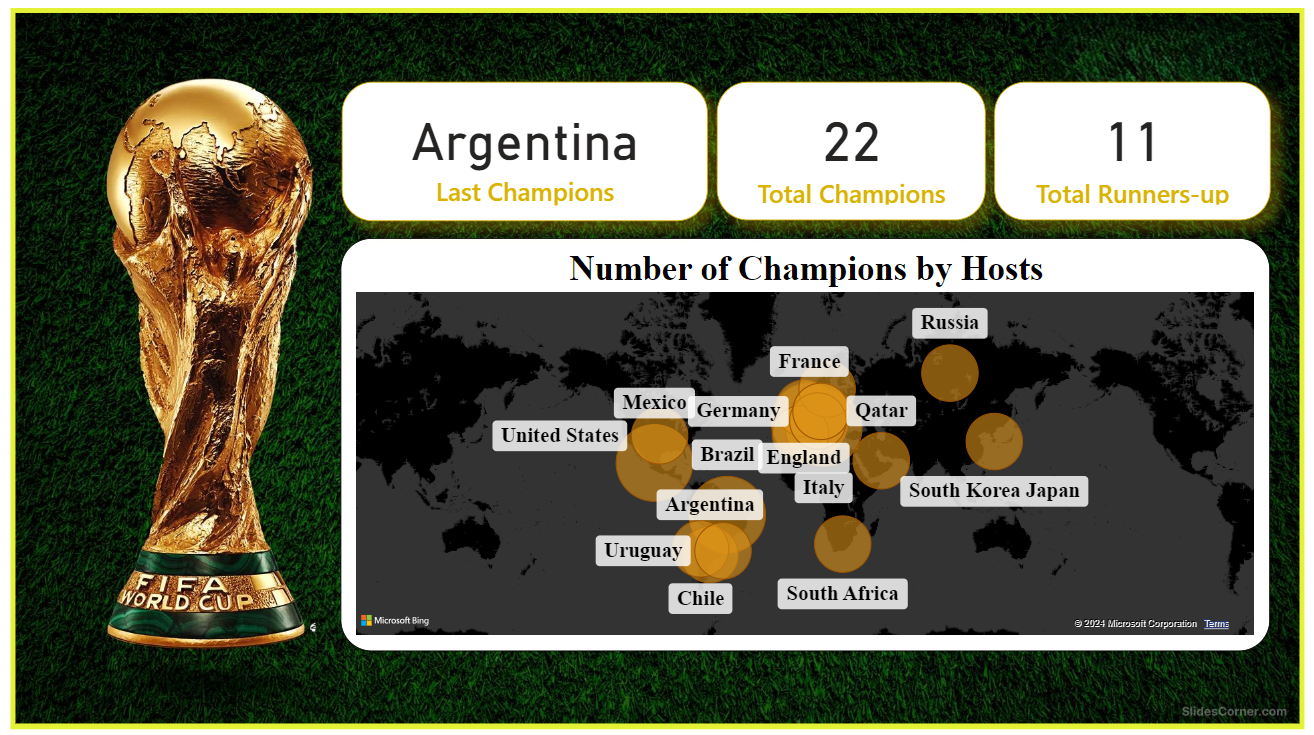 Argentina
Last Champions
22
Total Champions
11
Total Runners-up
Number of Champions by Hosts
Russia
France
Mexico
Germany
Qatar
United States
Brazil
England
Italy
South Korea Japan
Argentina
Uruguay
Chile
South Africa
Microsoft Bing
© 2024 Microsoft Corporation Terms
FIFA
WORLD CUP
SlidesCorner.com